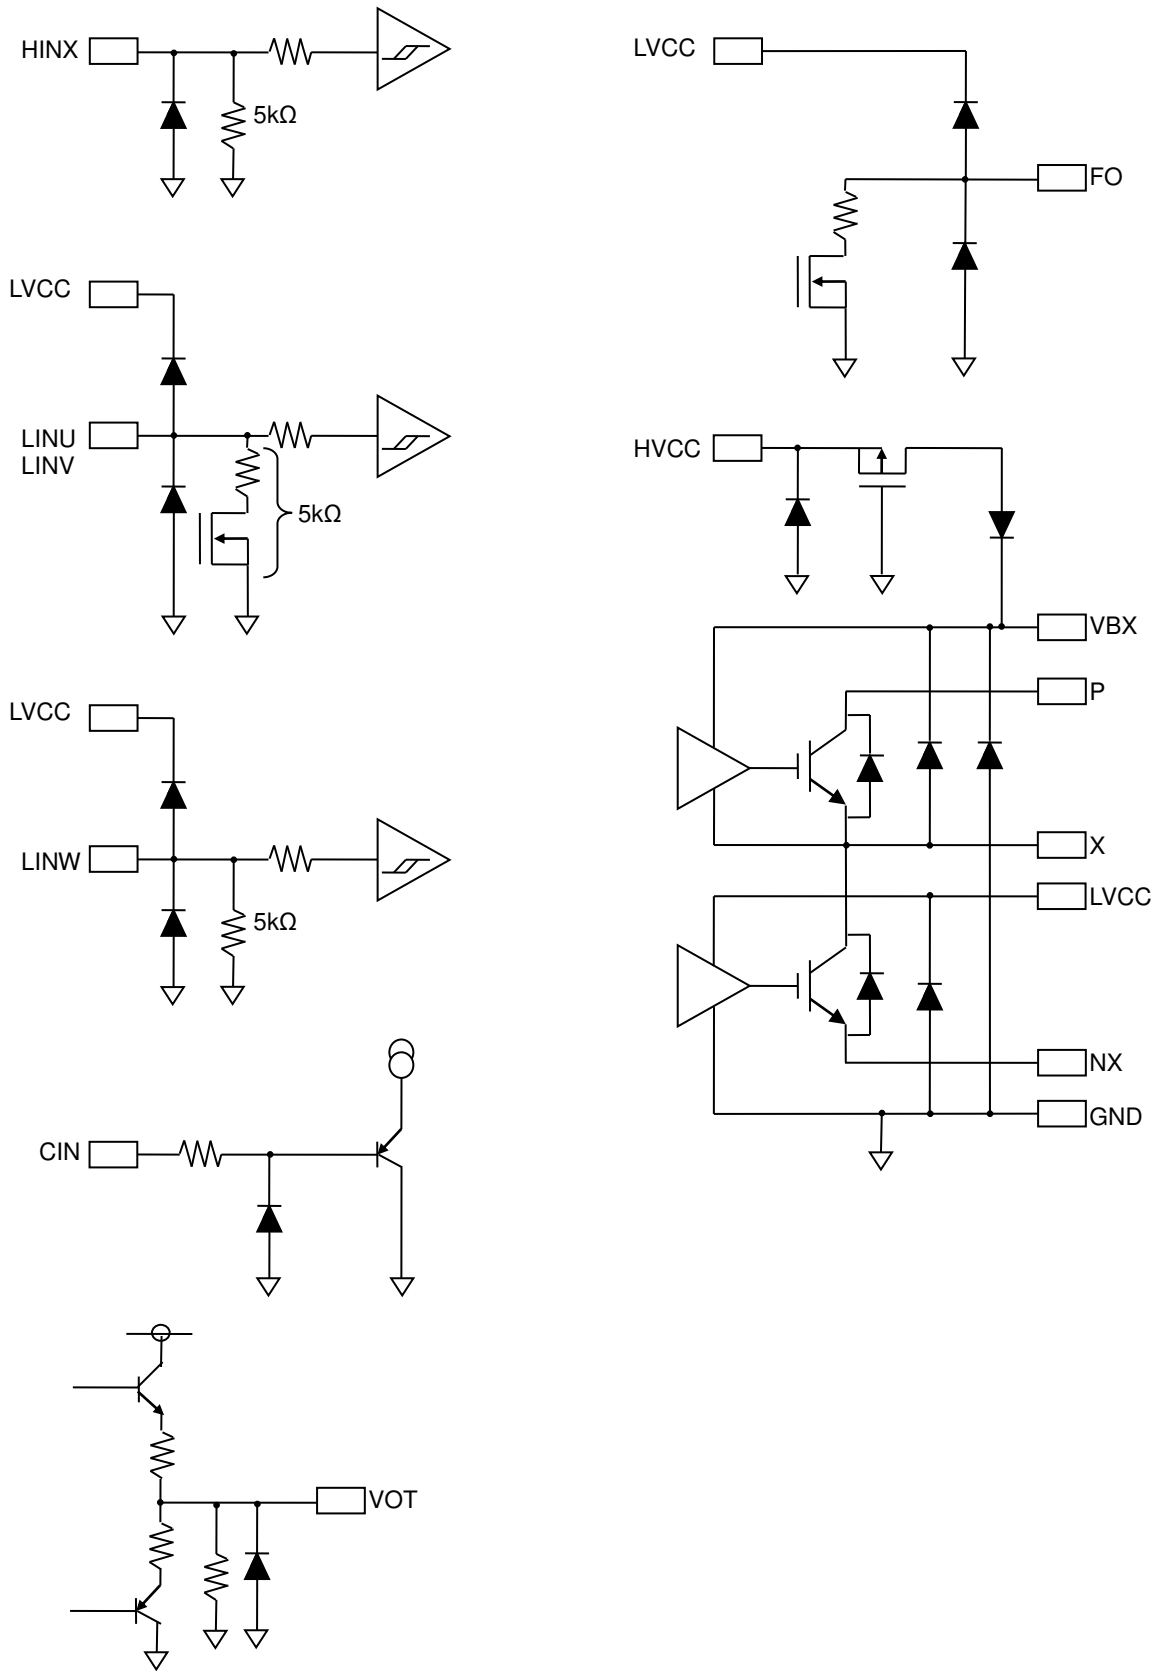 HINX
5kΩ
LVCC
LINU
LINV
5kΩ
LVCC
LINW
5kΩ
CIN
VOT
LVCC
FO
HVCC
VBX
P
X
LVCC
NX
GND